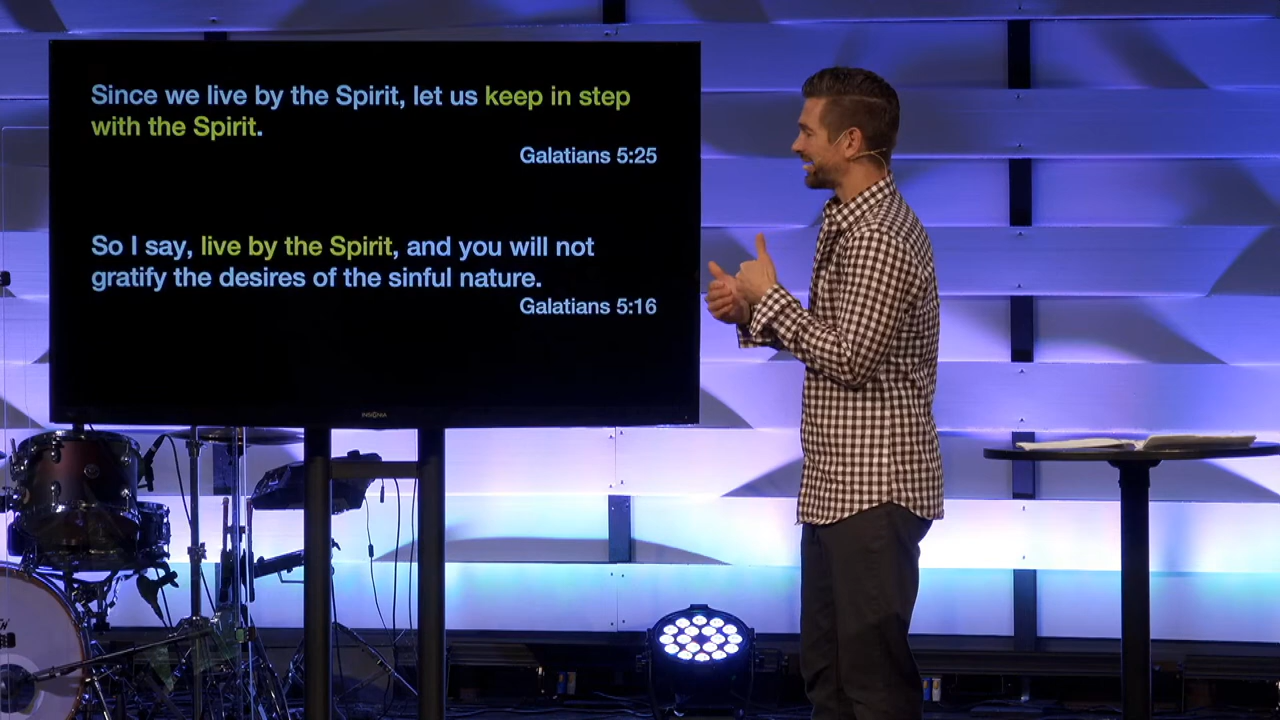 Since we live by the Spirit, let us keep in step
with the Spirit.
Galatians 5:25
So I say, live by the Spirit, and you will not
gratify the desires of the sinful nature.
Galatians 5:16
INSIGNIA